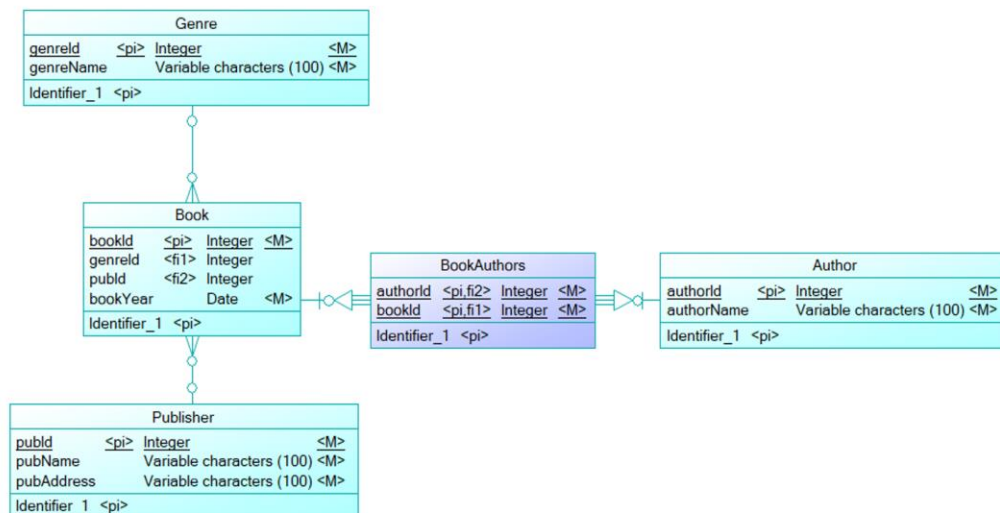 Genre
genreId <pi> Integer <M>
genreName Variable characters (100) <M>
Identifier_1 <pi>
Book
bookId <pi> Integer <M>
genreId <fi1> Integer
pubId <fi2> Integer
bookYear Date <M>
Identifier_1 <pi>
BookAuthors
authorId <pi,fi2> Integer <M>
bookId <pi,fi1> Integer <M>
Identifier_1 <pi>
Author
authorId <pi> Integer <M>
authorName Variable characters (100) <M>
Identifier_1 <pi>
Publisher
pubId <pi> Integer <M>
pubName Variable characters (100) <M>
pubAddress Variable characters (100) <M>
Identifier_1 <pi>